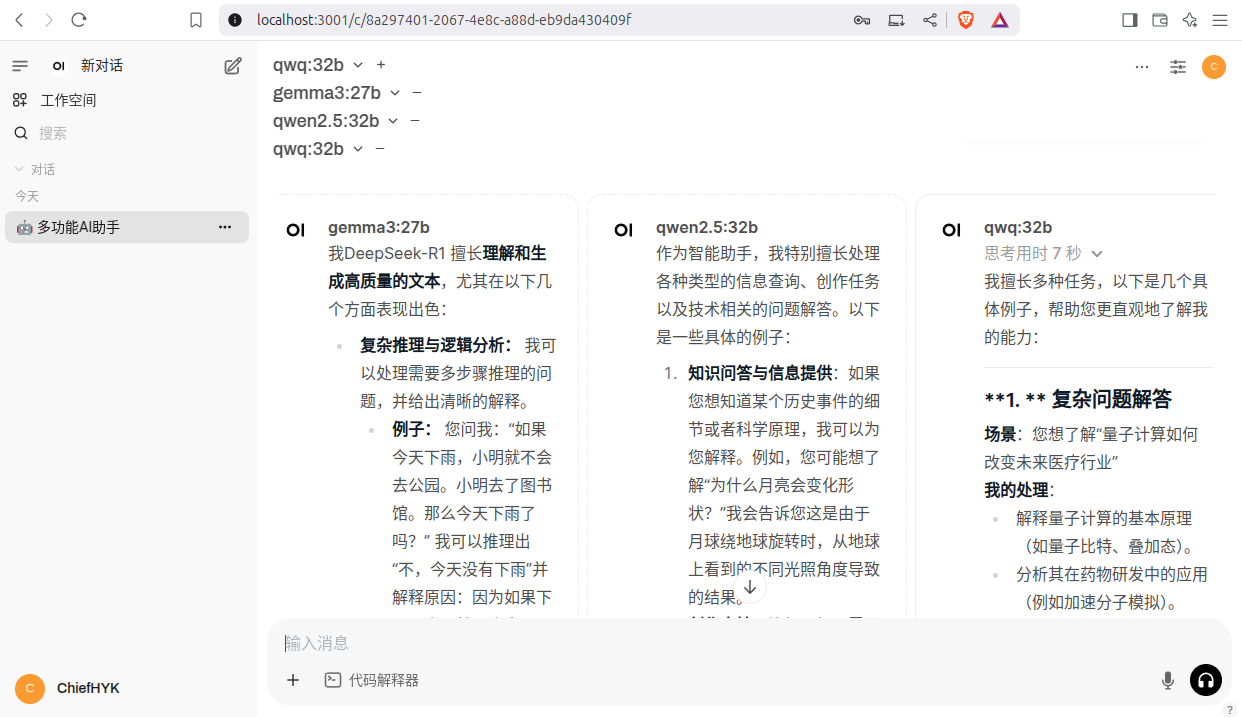 localhost:3001/c/8a297401-2067-4e8c-a88d-eb9da430409f
OI 新对话
工作空间
搜索
对话
今天
🤖 多功能AI助手
C ChiefHYK
qwq:32b
gemma3:27b
qwen2.5:32b
qwq:32b
C
OI gemma3:27b
我DeepSeek-R1 擅长理解和生
成高质量的文本，尤其在以下几
个方面表现出色：
复杂推理与逻辑分析： 我可
以处理需要多步骤推理的问
题，并给出清晰的解释。
例子： 您问我：“如果
今天下雨，小明就不会
去公园。小明去了图书
馆。那么今天下雨了
吗？” 我可以推理出
“不，今天没有下雨”并
解释原因：因为如果下
OI qwen2.5:32b
作为智能助手，我特别擅长处理
各种类型的信息查询、创作任务
以及技术相关的问题解答。以下
是一些具体的例子：
1. 知识问答与信息提供：如果
您想知道某个历史事件的细
节或者科学原理，我可以为
您解释。例如，您可能想了
解“为什么月亮会变化形
状？”我会告诉您这是由于
月球绕地球旋转时，从地球
上看到的不同光照角度导致
的结果。
OI qwq:32b
思考用时 7 秒
我擅长多种任务，以下是几个具
体例子，帮助您更直观地了解我
的能力：
**1. ** 复杂问题解答
场景：您想了解“量子计算如何
改变未来医疗行业”
我的处理：
解释量子计算的基本原理
（如量子比特、叠加态）。
分析其在药物研发中的应用
（例如加速分子模拟）。
输入消息
代码解释器
?